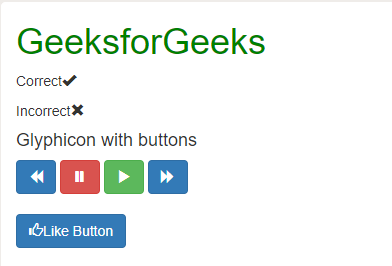 GeeksforGeeks
Correct
Incorrect
Glyphicon with buttons
Like Button